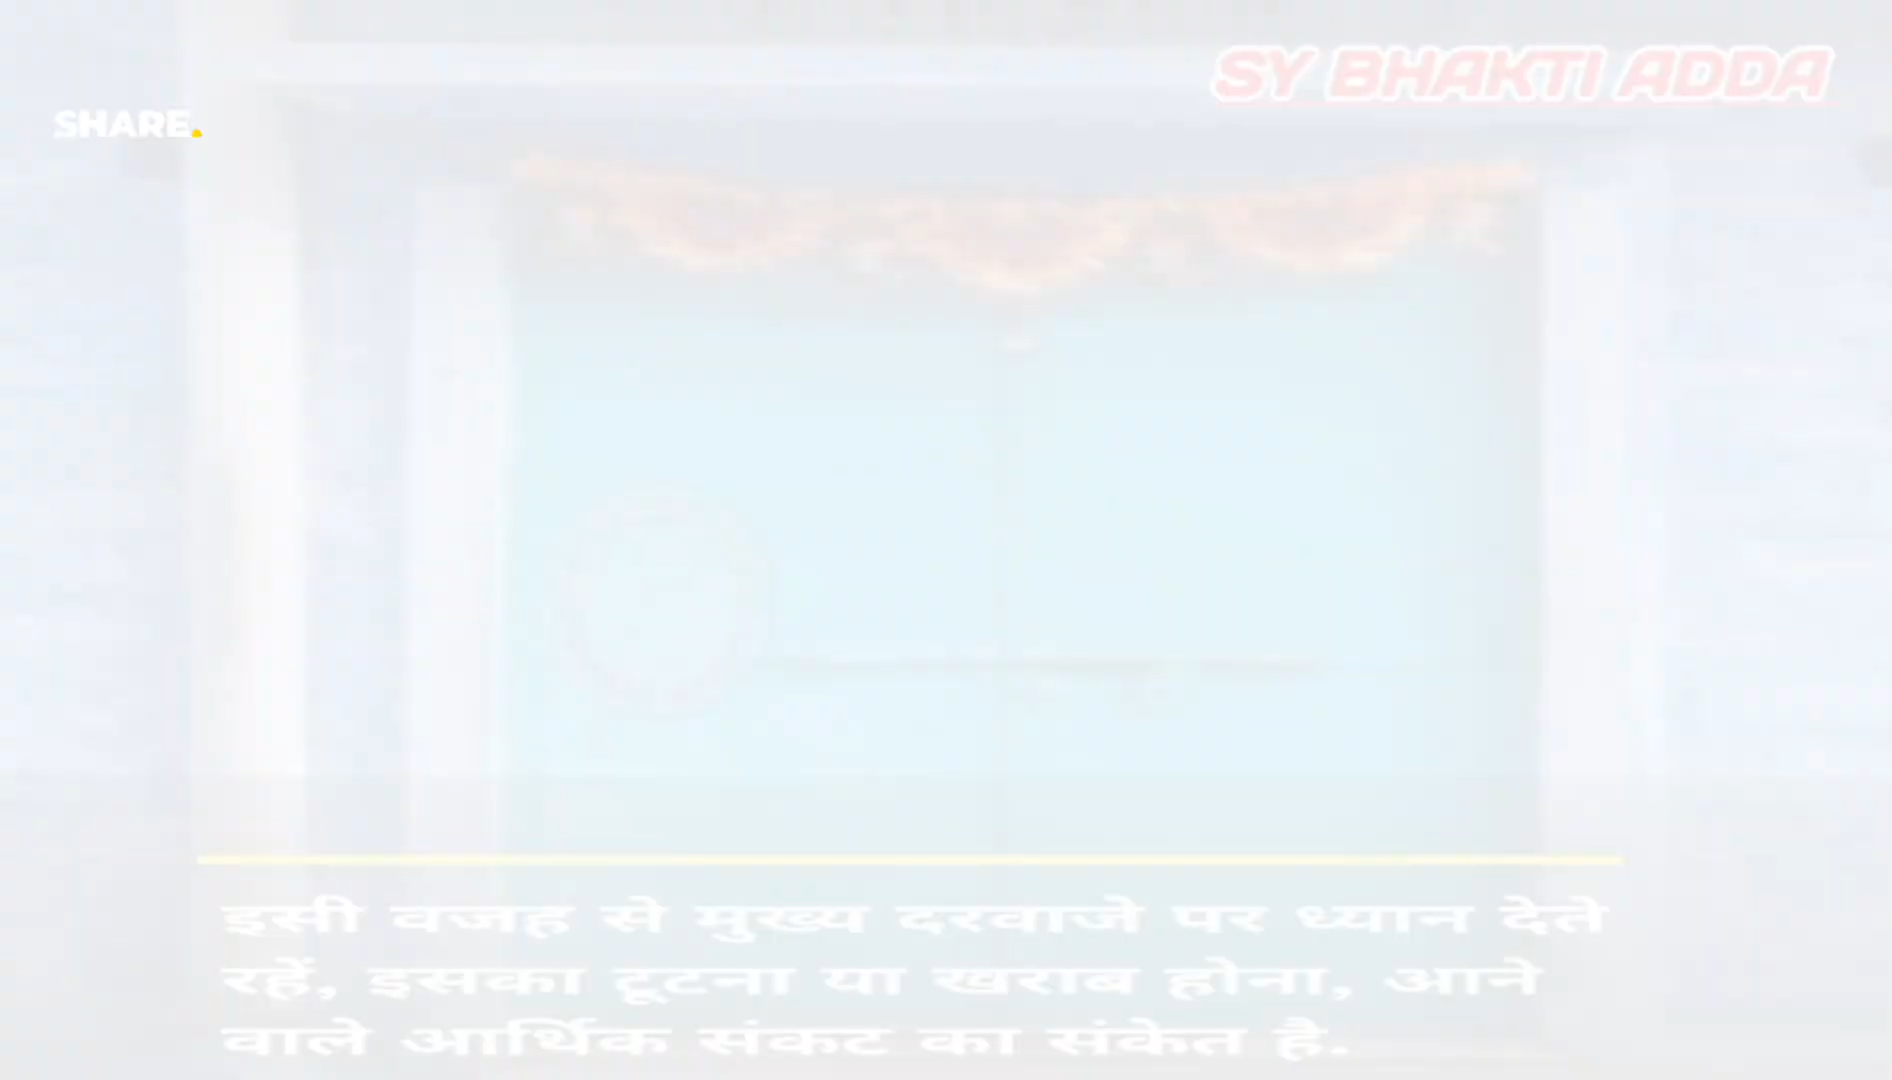 SY BHAKTI ADDA
SHARE.
इसी वजह से मुख्य दरवाजे पर ध्यान देते
रहें, इसका टूटना या खराब होना, आने
वाले आर्थिक संकट का संकेत है.